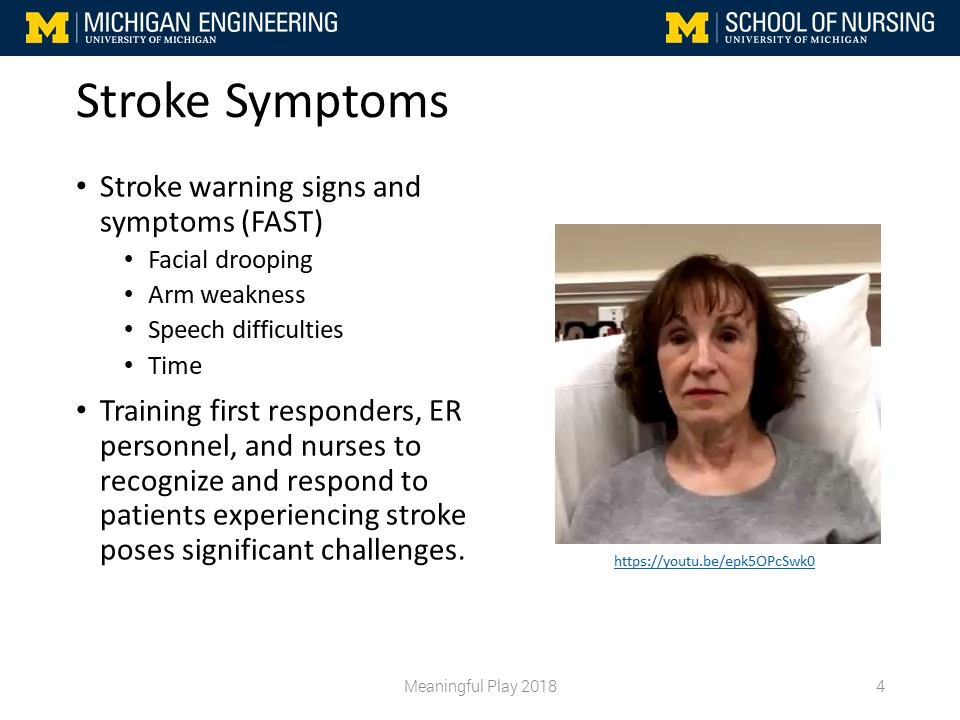 M | MICHIGAN ENGINEERING
UNIVERSITY OF MICHIGAN
M | SCHOOL OF NURSING
UNIVERSITY OF MICHIGAN
Stroke Symptoms
• Stroke warning signs and
symptoms (FAST)
• Facial drooping
• Arm weakness
• Speech difficulties
• Time
• Training first responders, ER
personnel, and nurses to
recognize and respond to
patients experiencing stroke
poses significant challenges.
https://youtu.be/epk5OPcSwk0
Meaningful Play 2018
4